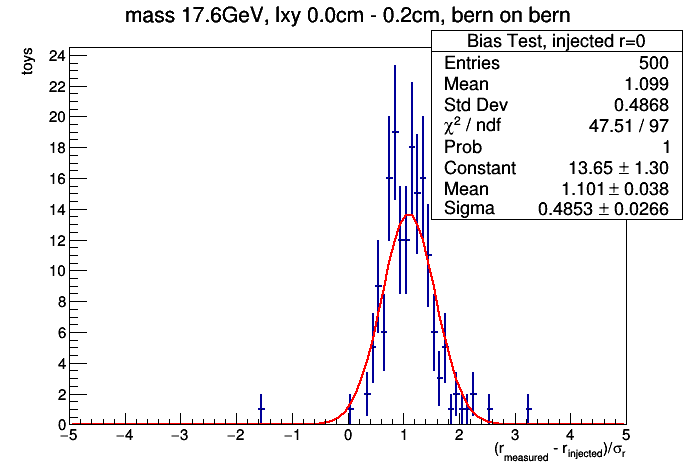 mass 17.6GeV, lxy 0.0cm - 0.2cm, bern on bern
Bias Test, injected r=0
Entries 500
Mean 1.099
Std Dev 0.4868
χ² / ndf 47.51 / 97
Prob 1
Constant 13.65 ± 1.30
Mean 1.101 ± 0.038
Sigma 0.4853 ± 0.0266
toys
24
22
20
18
16
14
12
10
8
6
4
2
0
−5 −4 −3 −2 −1 0 1 2 3 4 5
(r_measured - r_injected)/σ_r